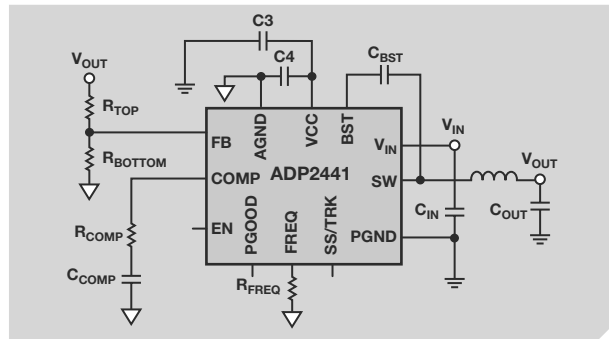 C3
C4
CBST
VOUT
RTOP
RBOTTOM
AGND
VCC
BST
FB
VIN
VIN
ADP2441
COMP
SW
VOUT
CIN
COUT
EN
PGOOD
FREQ
SS/TRK
PGND
RCOMP
CCOMP
RFREQ